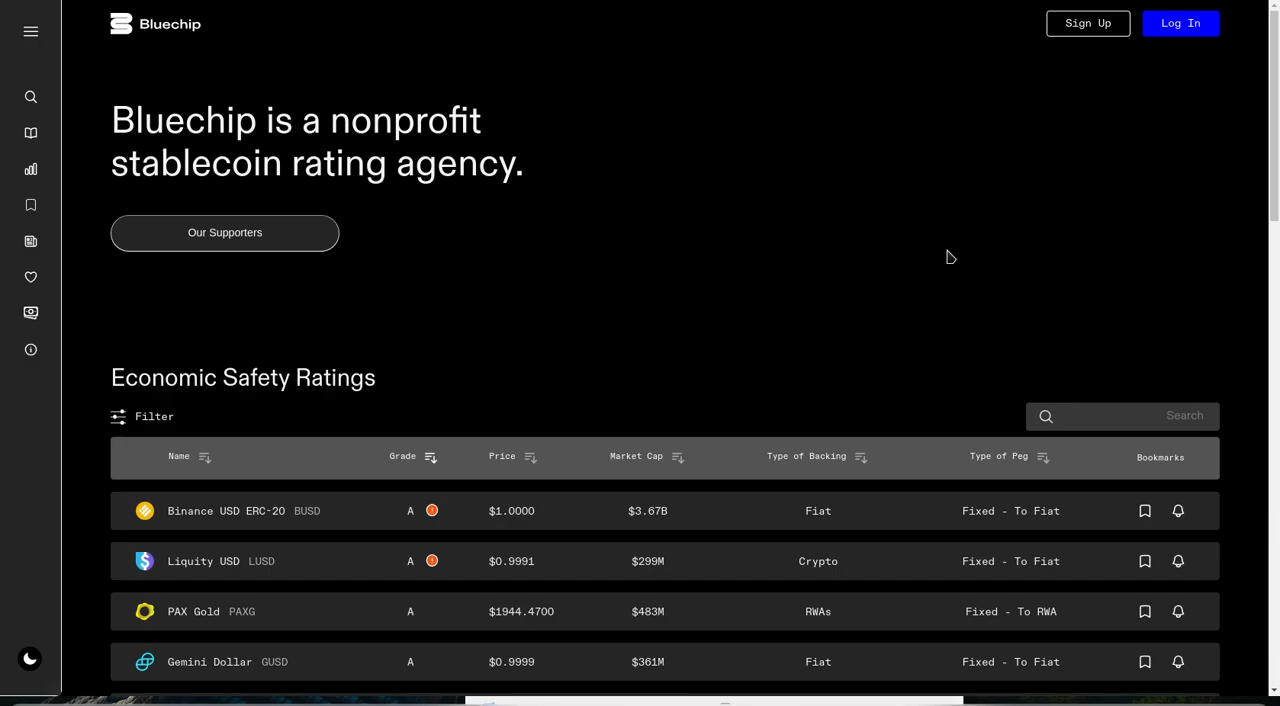 Bluechip
Sign Up
Log In
Bluechip is a nonprofit
stablecoin rating agency.
Our Supporters
Economic Safety Ratings
Filter
Search
Name Grade Price Market Cap Type of Backing Type of Peg Bookmarks
Binance USD ERC-20 BUSD A $1.0000 $3.67B Fiat Fixed - To Fiat
Liquity USD LUSD A $0.9991 $299M Crypto Fixed - To Fiat
PAX Gold PAXG A $1944.4700 $483M RWAs Fixed - To RWA
Gemini Dollar GUSD A $0.9999 $361M Fiat Fixed - To Fiat